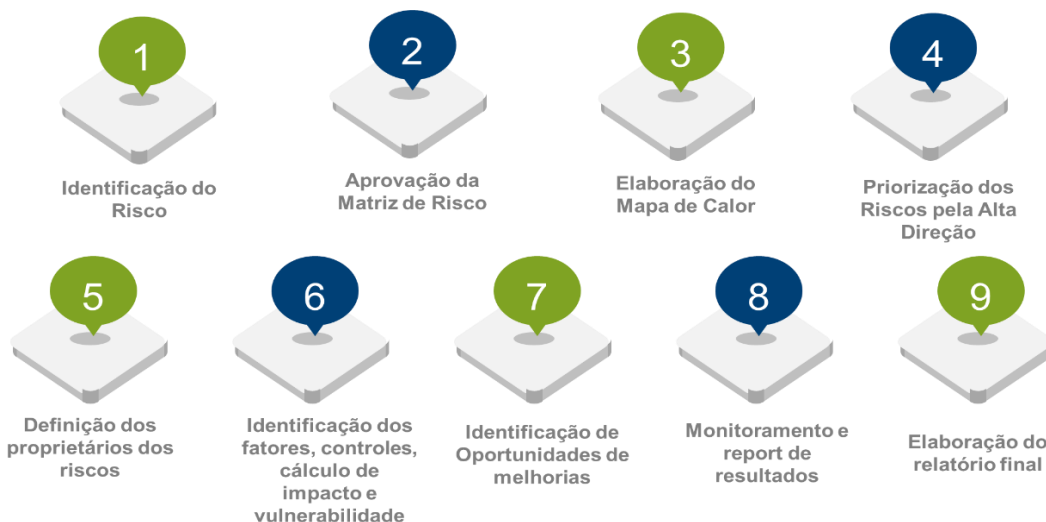 1
2
3
4
Identificação do
Risco
Aprovação da
Matriz de Risco
Elaboração do
Mapa de Calor
Priorização dos
Riscos pela Alta
Direção
5
6
7
8
9
Definição dos
proprietários dos
riscos
Identificação dos
fatores, controles,
cálculo de
impacto e
vulnerabilidade
Identificação de
Oportunidades de
melhorias
Monitoramento e
report de
resultados
Elaboração do
relatório final